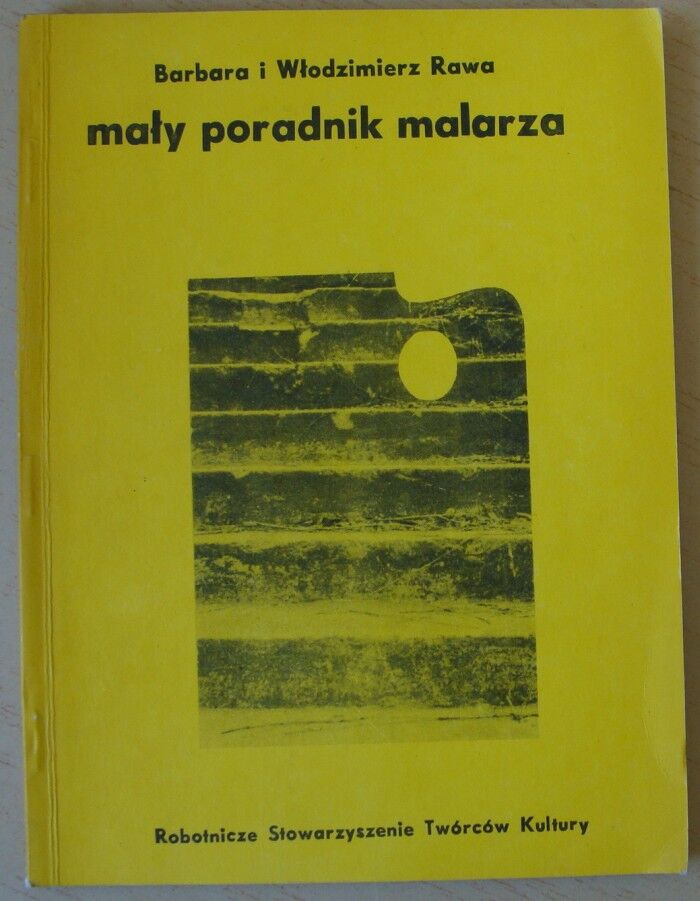 Barbara i Włodzimierz Rawa
mały poradnik malarza
Robotnicze Stowarzyszenie Twórców Kultury